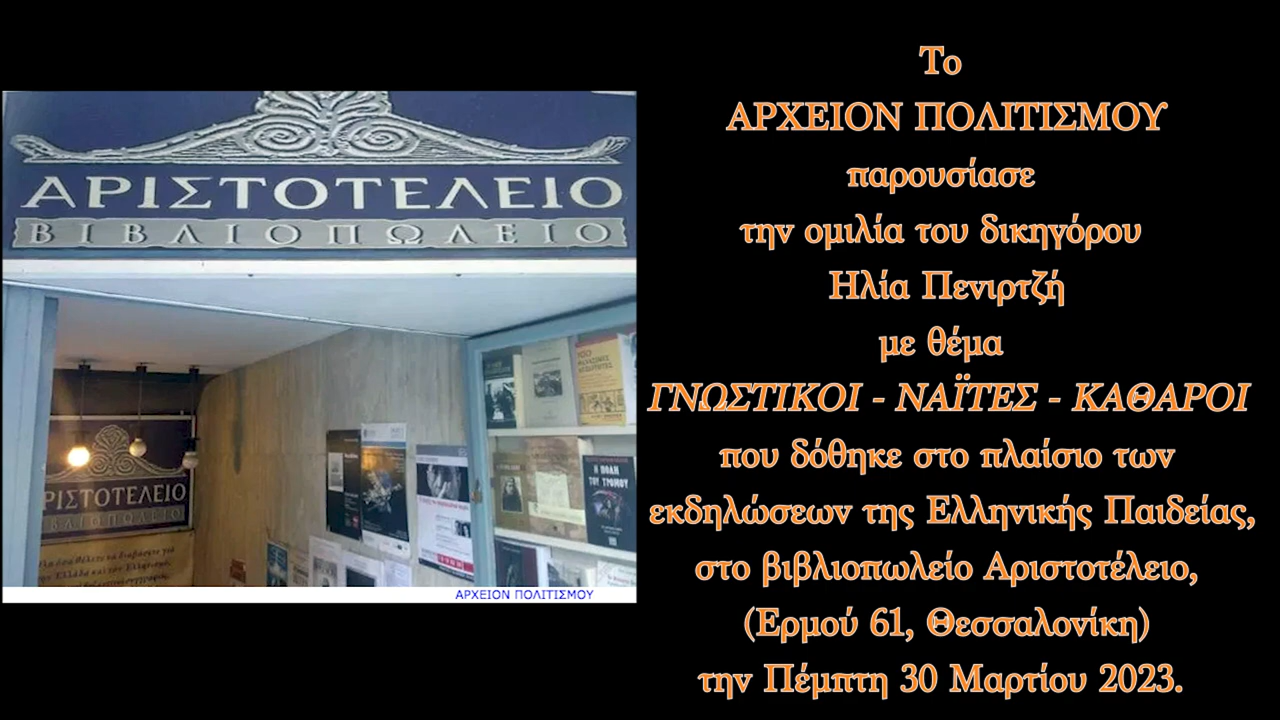 ΑΡΙΣΤΟΤΕΛΕΙΟ
ΒΙΒΛΙΟΠΩΛΕΙΟ
ΡΙΣΤΟΤΕΛΕΙΟ
ΙΒΛΙΟΠΩΛΕΙΟ
Η ΠΟΛΗ
ΤΟΥ ΤΡΟΜΟΥ
ΑΡΧΕΙΟΝ ΠΟΛΙΤΙΣΜΟΥ
Το
ΑΡΧΕΙΟΝ ΠΟΛΙΤΙΣΜΟΥ
παρουσίασε
την ομιλία του δικηγόρου
Ηλία Πενιρτζή
με θέμα
ΓΝΩΣΤΙΚΟΙ - ΝΑΪΤΕΣ - ΚΑΘΑΡΟΙ
που δόθηκε στο πλαίσιο των
εκδηλώσεων της Ελληνικής Παιδείας,
στο βιβλιοπωλείο Αριστοτέλειο,
(Ερμού 61, Θεσσαλονίκη)
την Πέμπτη 30 Μαρτίου 2023.